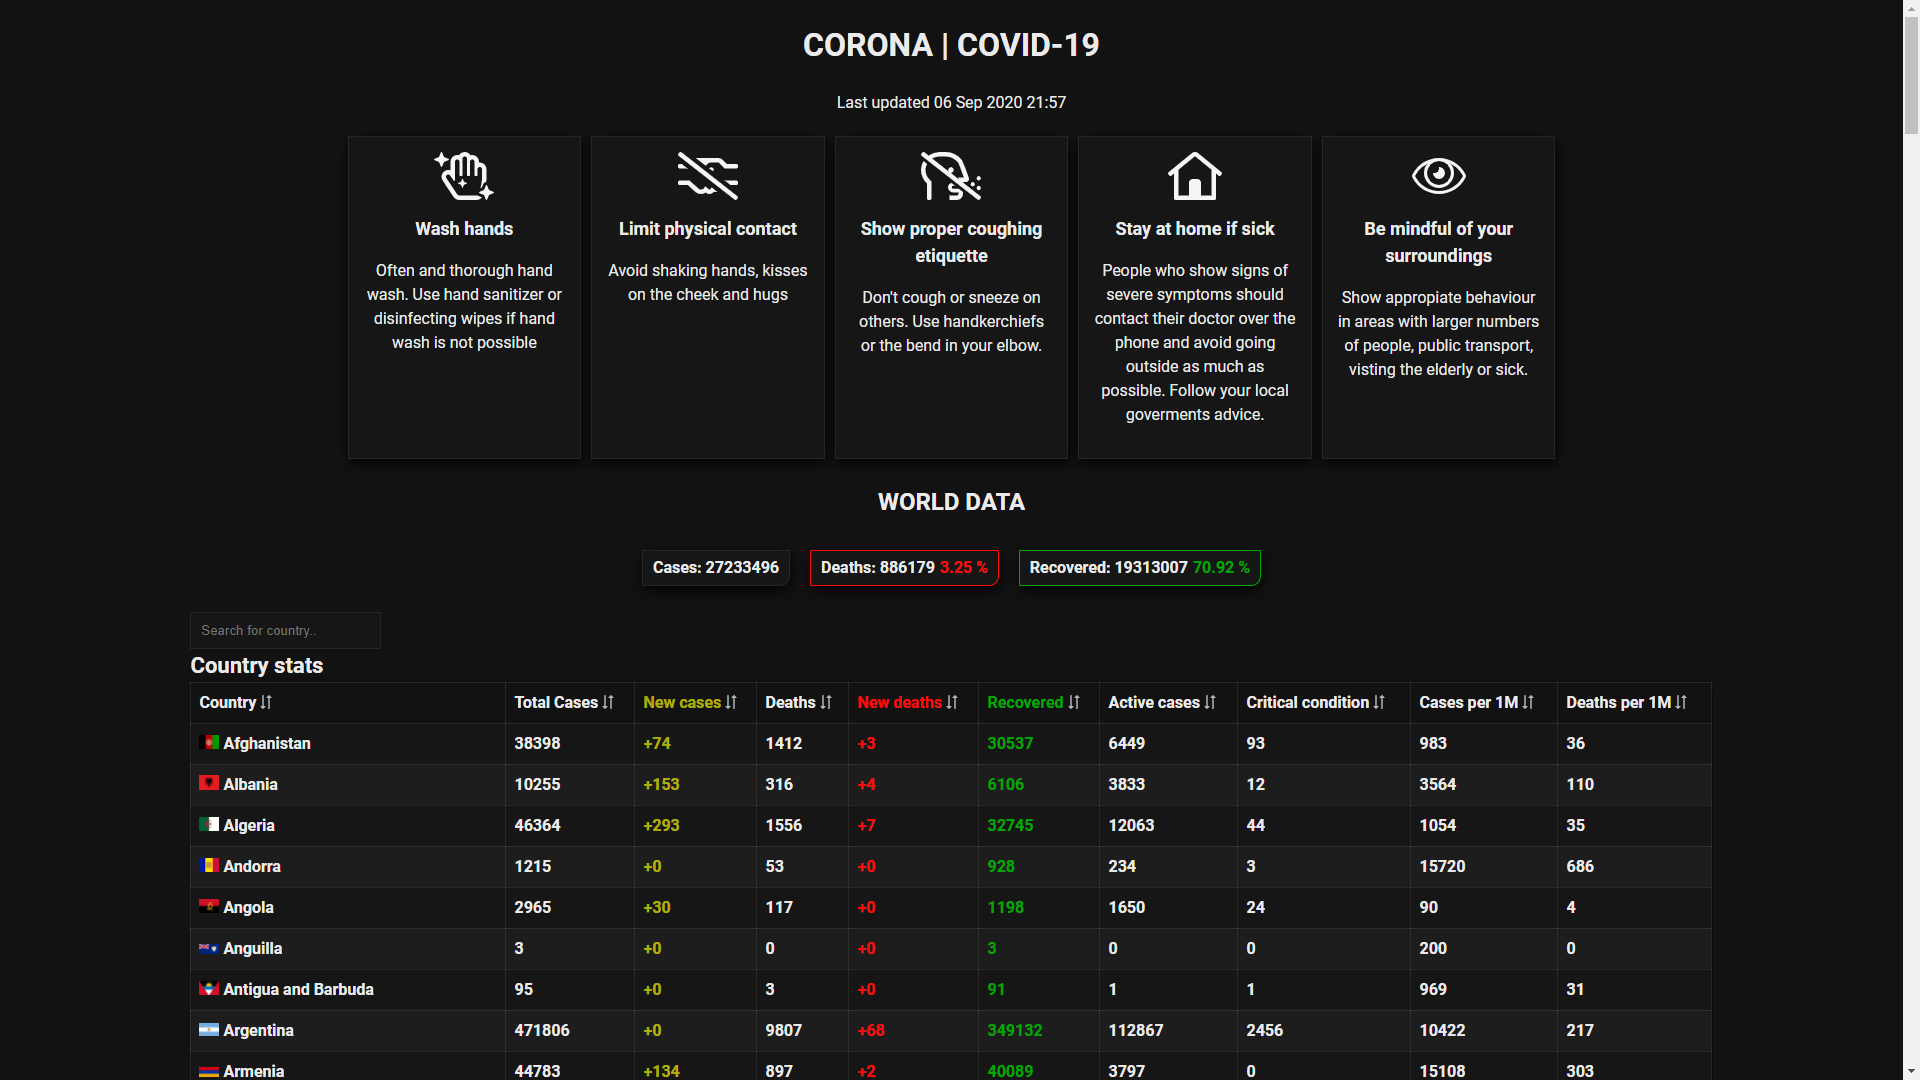 CORONA | COVID-19
Last updated 06 Sep 2020 21:57
Wash hands
Often and thorough hand
wash. Use hand sanitizer or
disinfecting wipes if hand
wash is not possible
Limit physical contact
Avoid shaking hands, kisses
on the cheek and hugs
Show proper coughing
etiquette
Don't cough or sneeze on
others. Use handkerchiefs
or the bend in your elbow.
Stay at home if sick
People who show signs of
severe symptoms should
contact their doctor over the
phone and avoid going
outside as much as
possible. Follow your local
goverments advice.
Be mindful of your
surroundings
Show appropiate behaviour
in areas with larger numbers
of people, public transport,
visting the elderly or sick.
WORLD DATA
Cases: 27233496 Deaths: 886179 3.25 % Recovered: 19313007 70.92 %
Search for country..
Country stats
Country Total Cases New cases Deaths New deaths Recovered Active cases Critical condition Cases per 1M Deaths per 1M
Afghanistan 38398 +74 1412 +3 30537 6449 93 983 36
Albania 10255 +153 316 +4 6106 3833 12 3564 110
Algeria 46364 +293 1556 +7 32745 12063 44 1054 35
Andorra 1215 +0 53 +0 928 234 3 15720 686
Angola 2965 +30 117 +0 1198 1650 24 90 4
Anguilla 3 +0 0 +0 3 0 0 200 0
Antigua and Barbuda 95 +0 3 +0 91 1 1 969 31
Argentina 471806 +0 9807 +68 349132 112867 2456 10422 217
Armenia 44783 +134 897 +2 40089 3797 0 15108 303